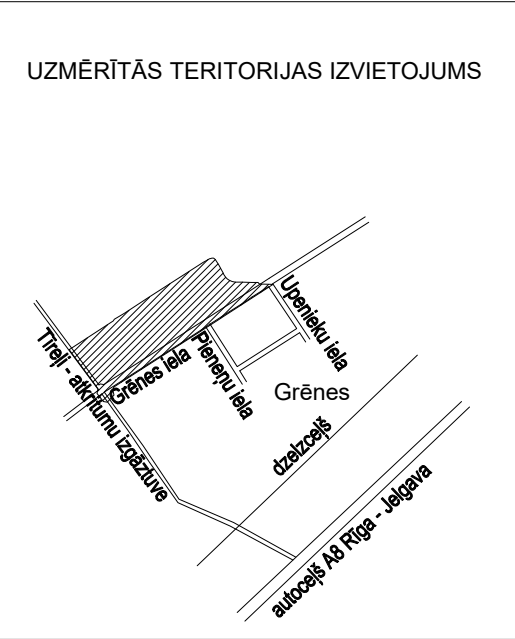 UZMĒRĪTĀS TERITORIJAS IZVIETOJUMS
Upenieku iela
Tīreļi - atkritumu izgāztuve
Grēnes iela
Pieneņu iela
Grēnes
dzelzceļš
autoceļš A8 Rīga - Jelgava